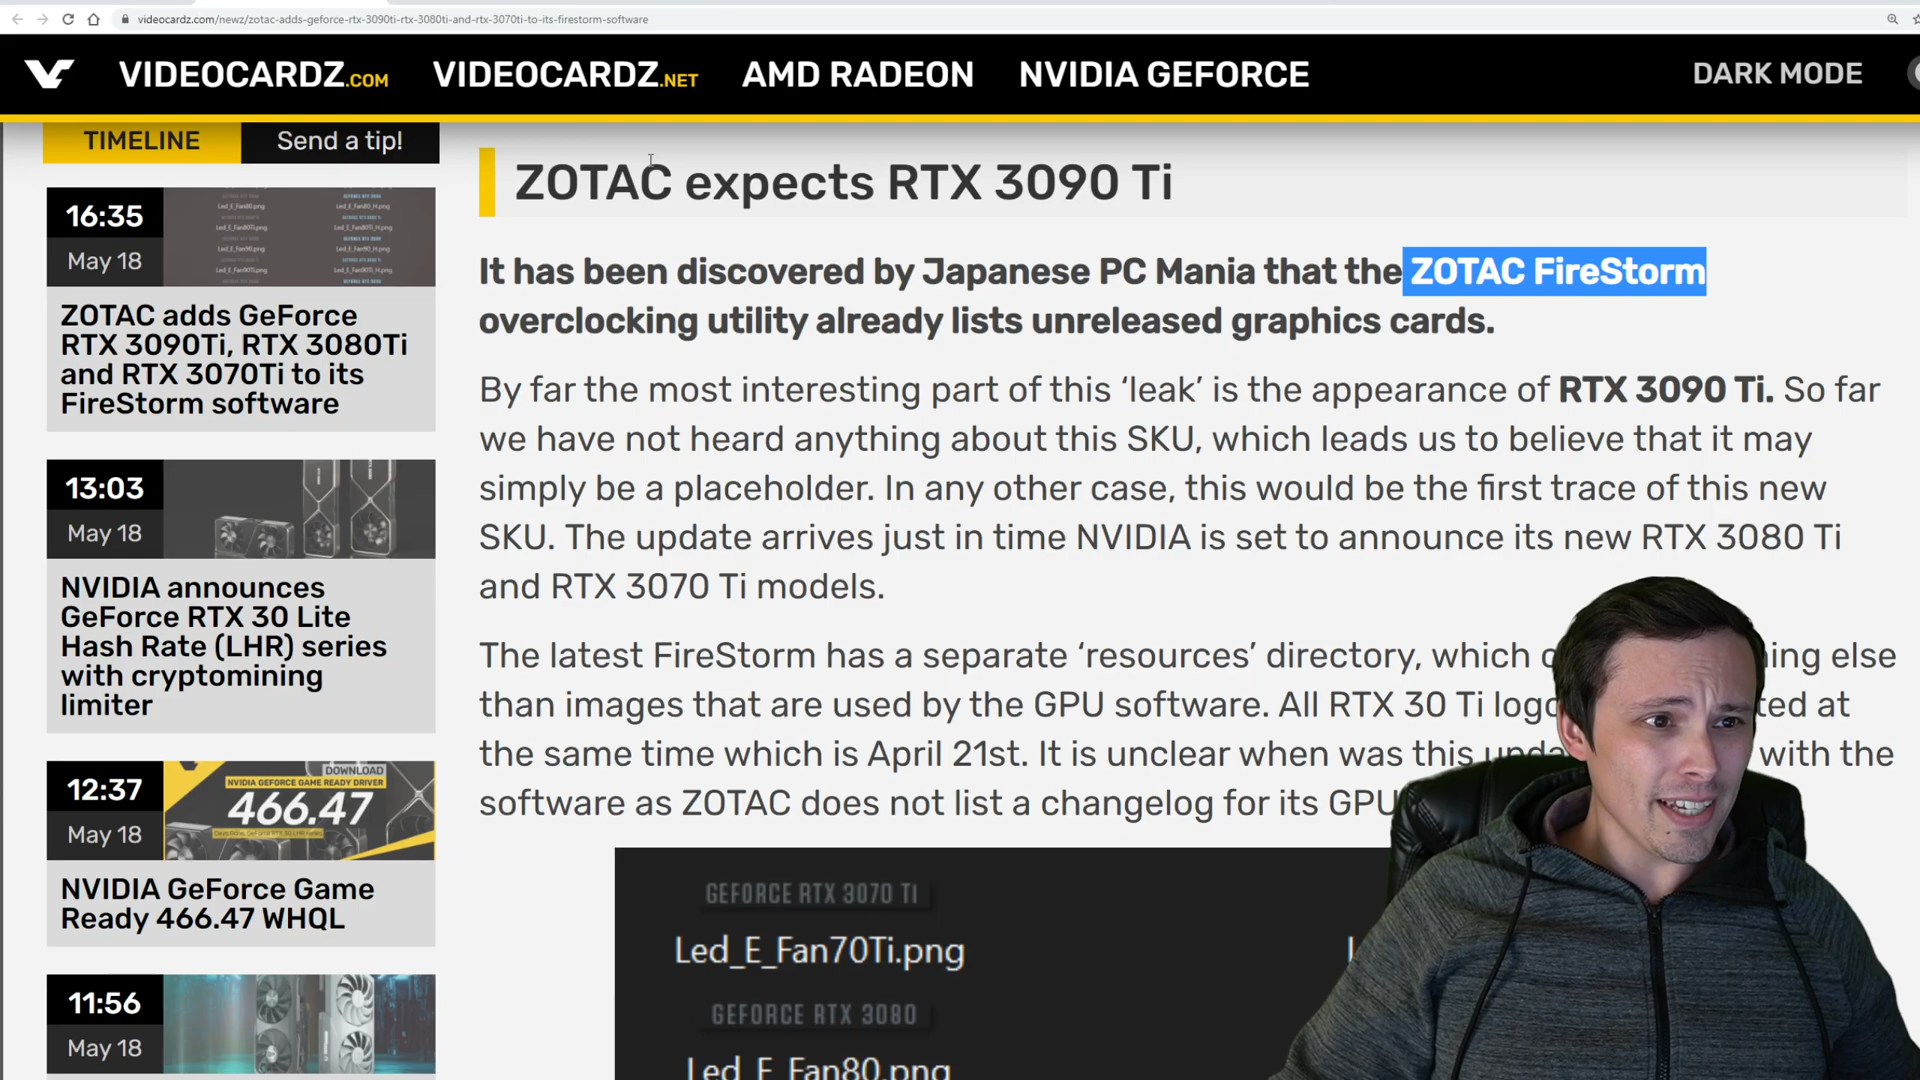 videocardz.com/newz/zotac-adds-geforce-rtx-3090ti-rtx-3080ti-and-rtx-3070ti-to-its-firestorm-software
VIDEOCARDZ.COM VIDEOCARDZ.NET AMD RADEON NVIDIA GEFORCE DARK MODE
TIMELINE Send a tip!
16:35
May 18
ZOTAC adds GeForce
RTX 3090Ti, RTX 3080Ti
and RTX 3070Ti to its
FireStorm software
13:03
May 18
NVIDIA announces
GeForce RTX 30 Lite
Hash Rate (LHR) series
with cryptomining
limiter
12:37
May 18
DOWNLOAD
NVIDIA GEFORCE GAME READY DRIVER
466.47
NVIDIA GeForce Game
Ready 466.47 WHQL
11:56
May 18
ZOTAC expects RTX 3090 Ti
It has been discovered by Japanese PC Mania that the ZOTAC FireStorm
overclocking utility already lists unreleased graphics cards.
By far the most interesting part of this ‘leak’ is the appearance of RTX 3090 Ti. So far
we have not heard anything about this SKU, which leads us to believe that it may
simply be a placeholder. In any other case, this would be the first trace of this new
SKU. The update arrives just in time NVIDIA is set to announce its new RTX 3080 Ti
and RTX 3070 Ti models.
The latest FireStorm has a separate ‘resources’ directory, which else
than images that are used by the GPU software. All RTX 30 Ti at
the same time which is April 21st. It is unclear when was this with the
software as ZOTAC does not list a changelog for its GPU
GEFORCE RTX 3070 TI
Led_E_Fan70Ti.png
GEFORCE RTX 3080
Led_E_Fan80.png